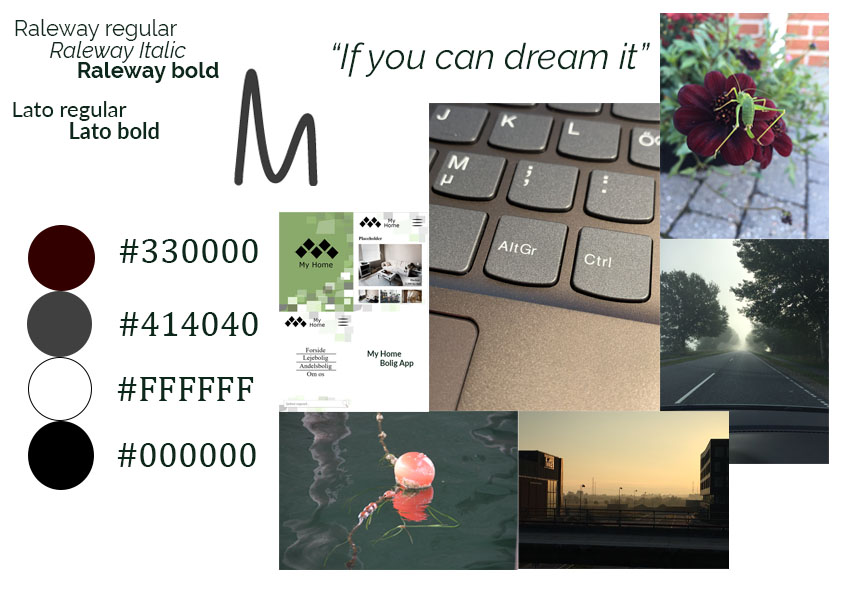 Raleway regular
Raleway Italic
Raleway bold
Lato regular
Lato bold
M
“If you can dream it”
#330000
#414040
#FFFFFF
#000000
My Home
My
Home
Placeholder
My
Home
Forside
Lejebolig
Andelsbolig
Om os
My Home
Bolig App
J
K
L
Ö
M
µ
;
,
:
.
AltGr
Ctrl